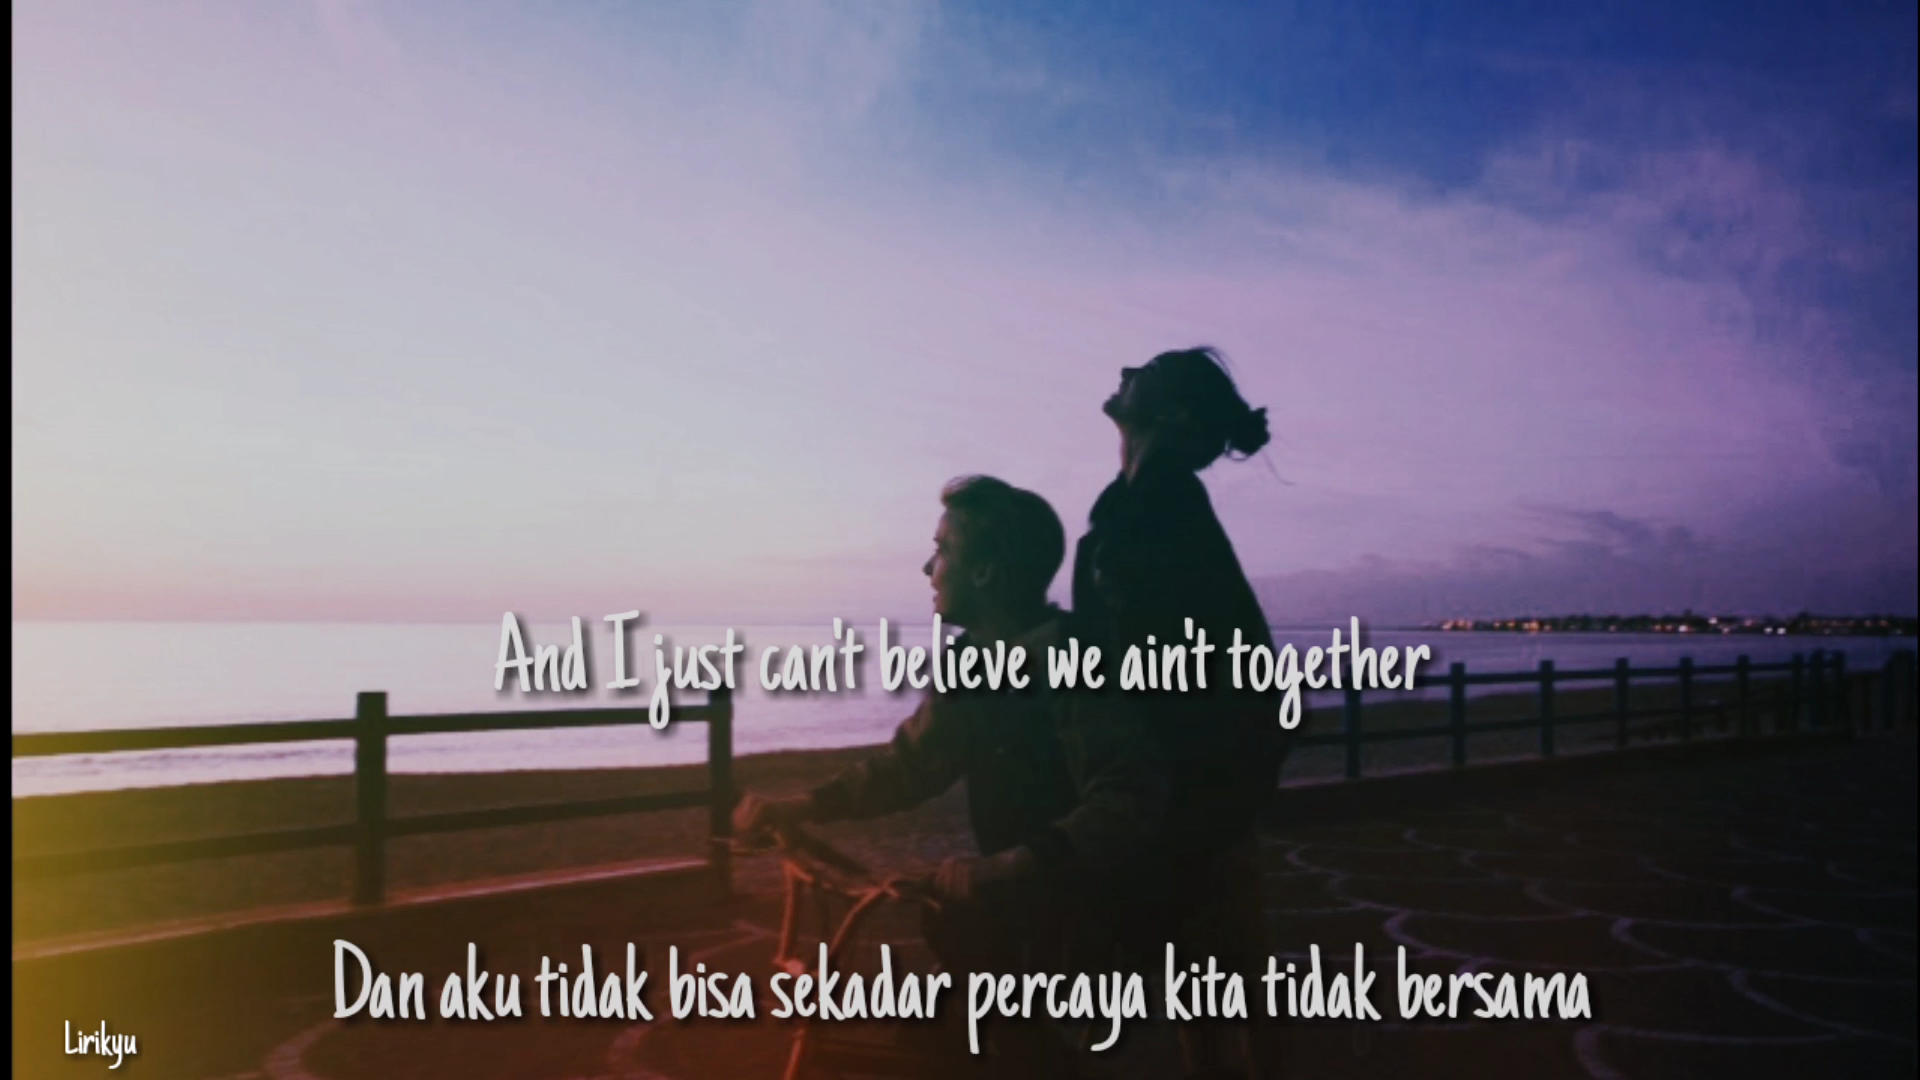 And I just can't believe we ain't together
Dan aku tidak bisa sekadar percaya kita tidak bersama
Lirikyu